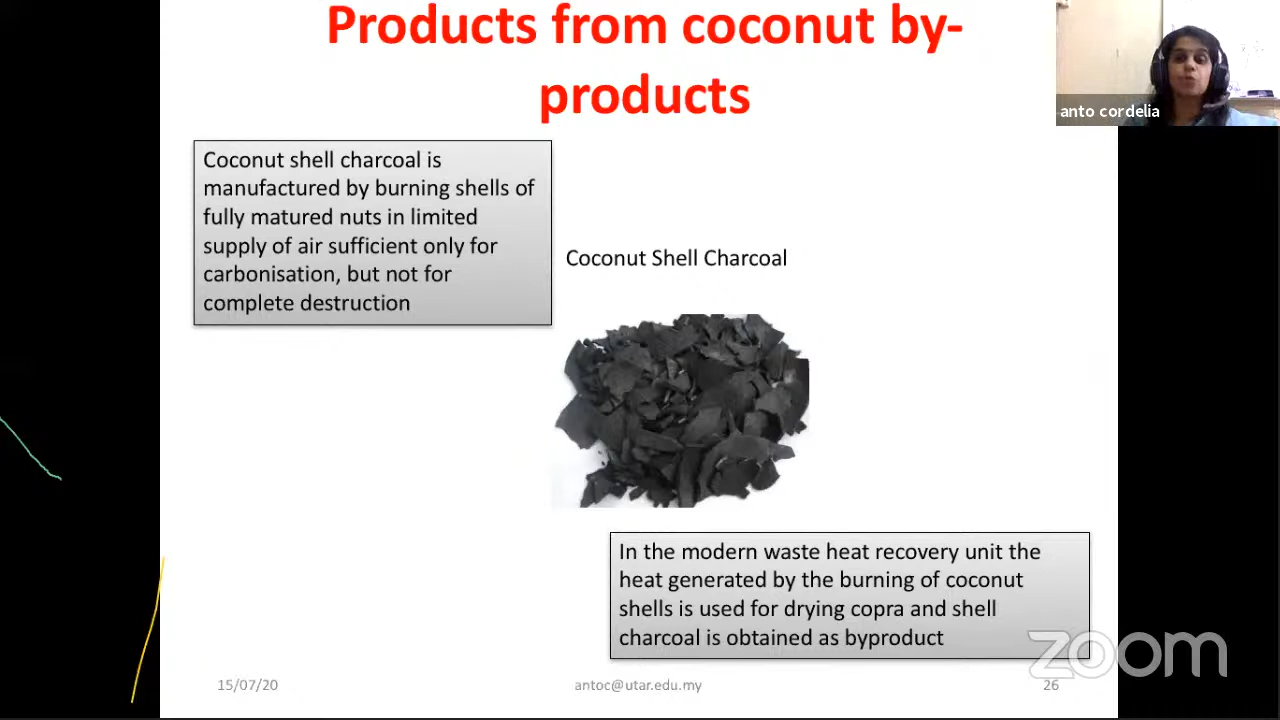 Products from coconut by-
products
anto cordelia
Coconut shell charcoal is
manufactured by burning shells of
fully matured nuts in limited
supply of air sufficient only for
carbonisation, but not for
complete destruction
Coconut Shell Charcoal
In the modern waste heat recovery unit the
heat generated by the burning of coconut
shells is used for drying copra and shell
charcoal is obtained as byproduct
zoom
15/07/20
antoc@utar.edu.my
26